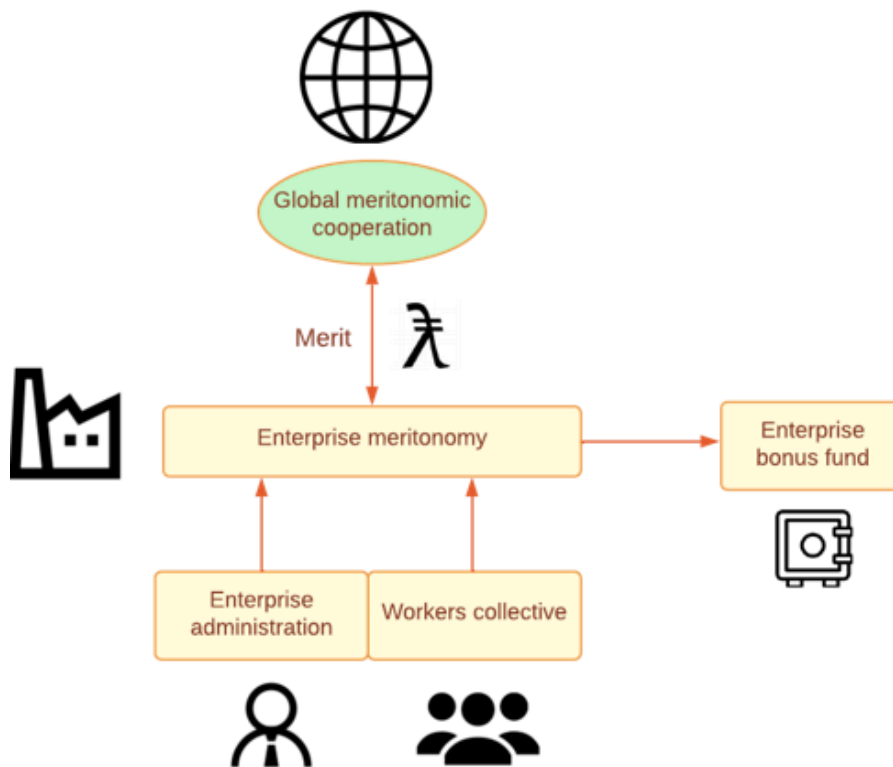 Global meritonomic
cooperation
Merit
Enterprise meritonomy
Enterprise
bonus fund
Enterprise
administration
Workers collective